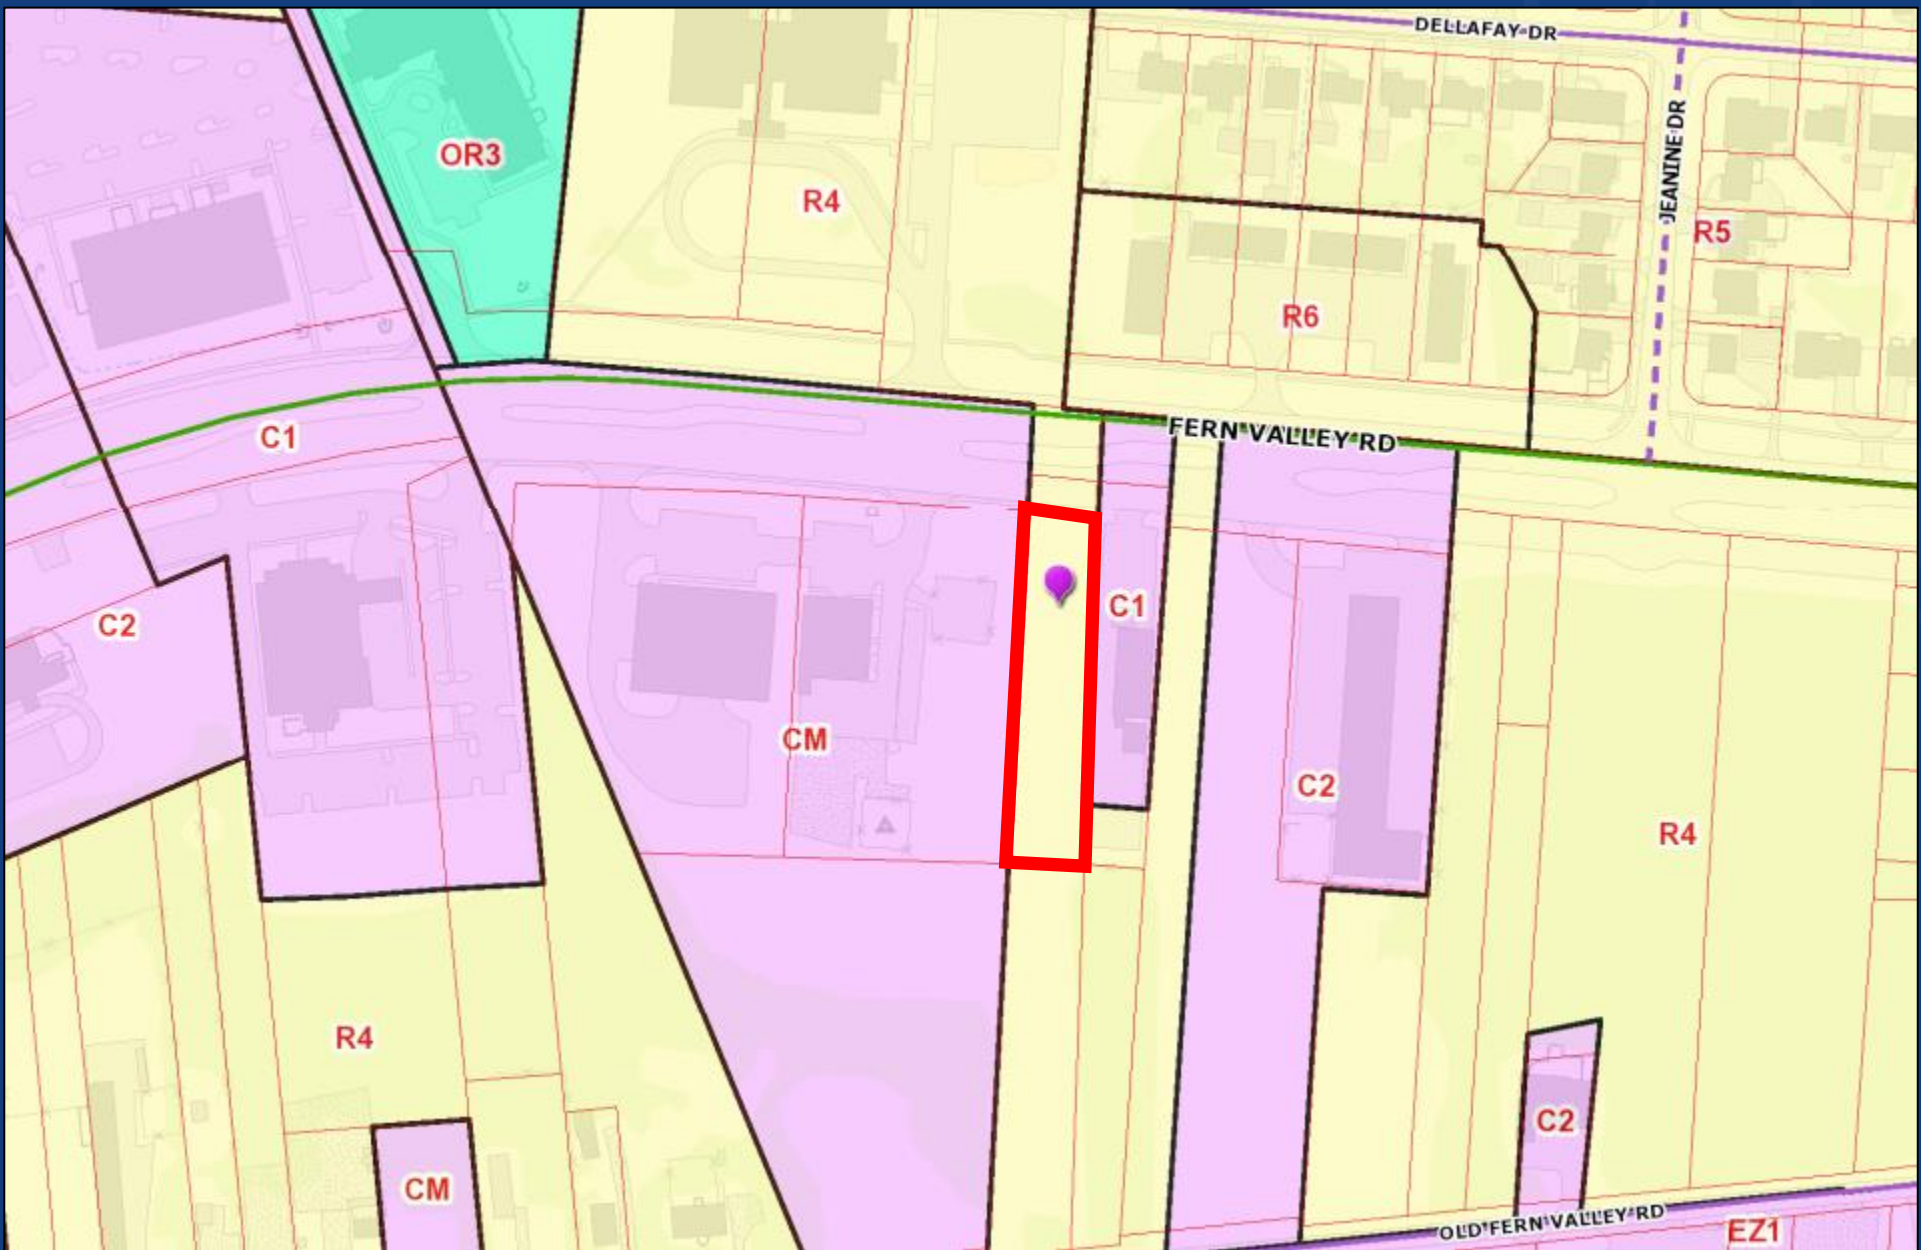 DELLAFAY DR
JEANINE DR
OR3
R4
R5
R6
C1
FERN VALLEY RD
C1
C2
CM
C2
R4
R4
C2
CM
OLD FERN VALLEY RD
EZ1